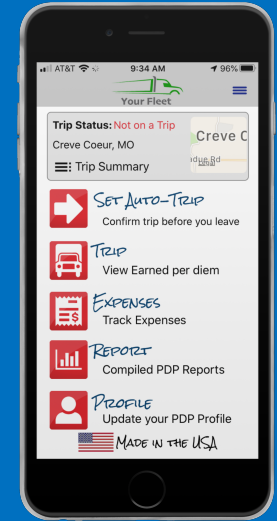 AT&T 9:34 AM 96%
Your Fleet
Trip Status: Not on a Trip
Creve Coeur, MO
Trip Summary
Creve C
SET AUTO-TRIP
Confirm trip before you leave
TRIP
View Earned per diem
EXPENSES
Track Expenses
REPORT
Compiled PDP Reports
PROFILE
Update your PDP Profile
MADE IN THE USA